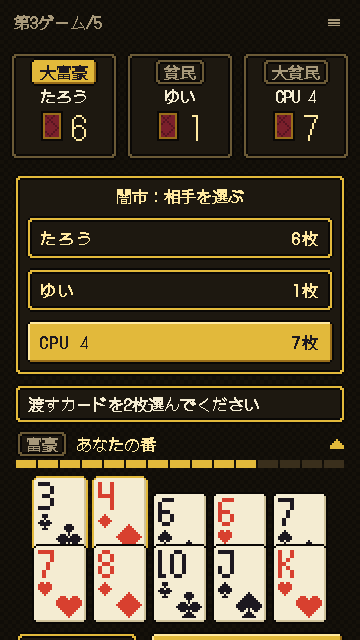 第3ゲーム/5
大富豪
たろう
6
貧民
ゆい
1
大貧民
CPU 4
7
闇市：相手を選ぶ
たろう 6枚
ゆい 1枚
CPU 4 7枚
渡すカードを2枚選んでください
富豪 あなたの番
3 4 6 6 7
7 8 10 J K